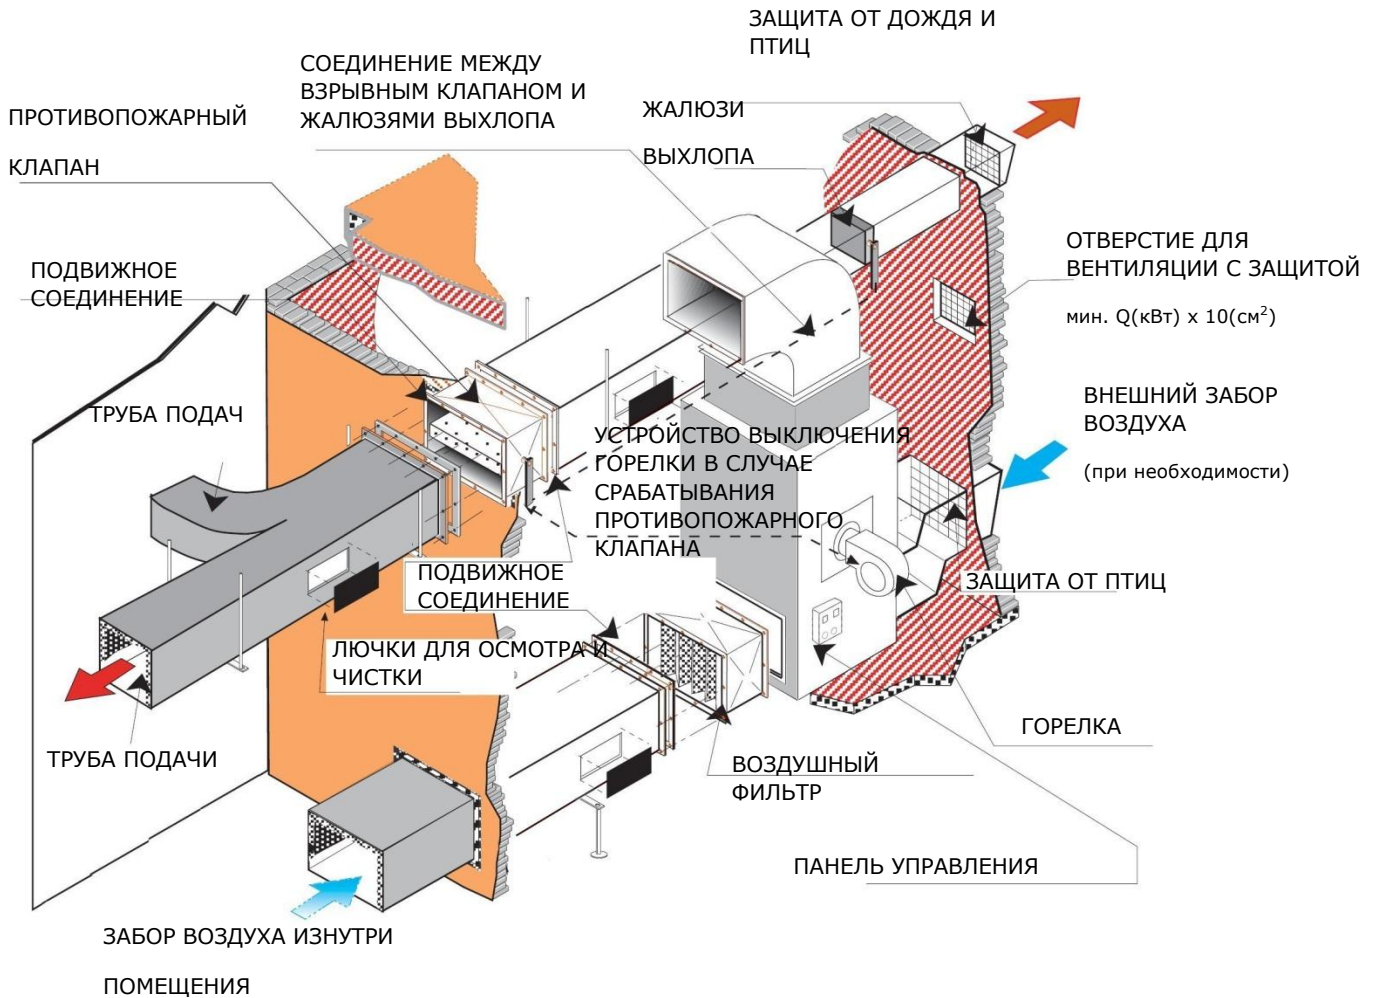 ЗАЩИТА ОТ ДОЖДЯ И
ПТИЦ
СОЕДИНЕНИЕ МЕЖДУ
ВЗРЫВНЫМ КЛАПАНОМ И
ЖАЛЮЗЯМИ ВЫХЛОПА
ПРОТИВОПОЖАРНЫЙ
КЛАПАН
ЖАЛЮЗИ
ВЫХЛОПА
ПОДВИЖНОЕ
СОЕДИНЕНИЕ
ОТВЕРСТИЕ ДЛЯ
ВЕНТИЛЯЦИИ С ЗАЩИТОЙ
мин. Q(кВт) x 10(см²)
ТРУБА ПОДАЧ
ВНЕШНИЙ ЗАБОР
ВОЗДУХА
(при необходимости)
УСТРОЙСТВО ВЫКЛЮЧЕНИЯ
ГОРЕЛКИ В СЛУЧАЕ
СРАБАТЫВАНИЯ
ПРОТИВОПОЖАРНОГО
КЛАПАНА
ПОДВИЖНОЕ
СОЕДИНЕНИЕ
ЗАЩИТА ОТ ПТИЦ
ЛЮЧКИ ДЛЯ ОСМОТРА И
ЧИСТКИ
ГОРЕЛКА
ТРУБА ПОДАЧИ
ВОЗДУШНЫЙ
ФИЛЬТР
ПАНЕЛЬ УПРАВЛЕНИЯ
ЗАБОР ВОЗДУХА ИЗНУТРИ
ПОМЕЩЕНИЯ